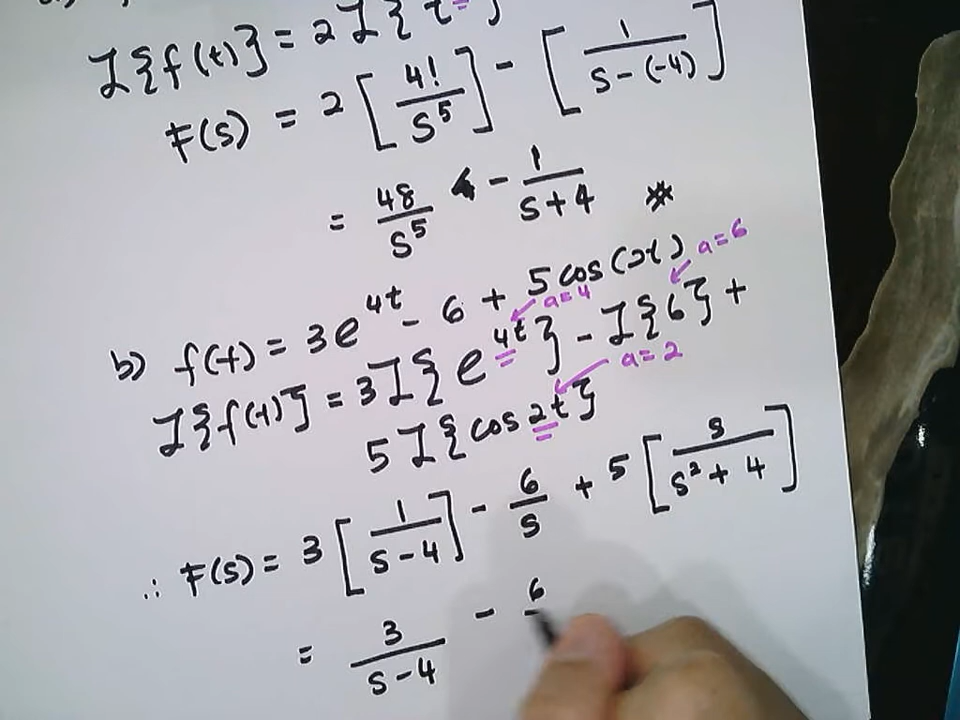 ℒ{f(t)} = 2ℒ{t
F(s) = 2[4!/s⁵] - [1/(s-(-4))]
= 48/s⁵ - 1/(s+4) *
b) f(t) = 3e^4t - 6 + 5cos(2t)
a=4 a=6
ℒ{f(t)} = 3ℒ{e^4t} - ℒ{6} +
a=2
5ℒ{cos 2t}
∴ F(s) = 3[1/(s-4)] - 6/s + 5[s/(s²+4)]
= 3/(s-4) - 6